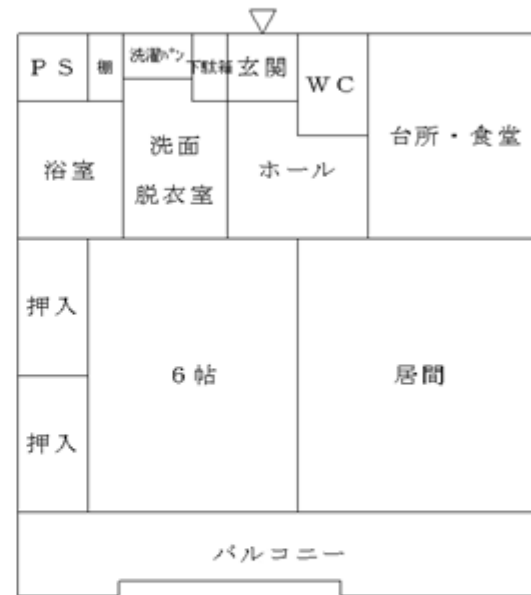 PS
棚
洗濯パン
下駄箱
玄関
WC
台所・食堂
浴室
洗面
脱衣室
ホール
押入
6帖
居間
押入
バルコニー